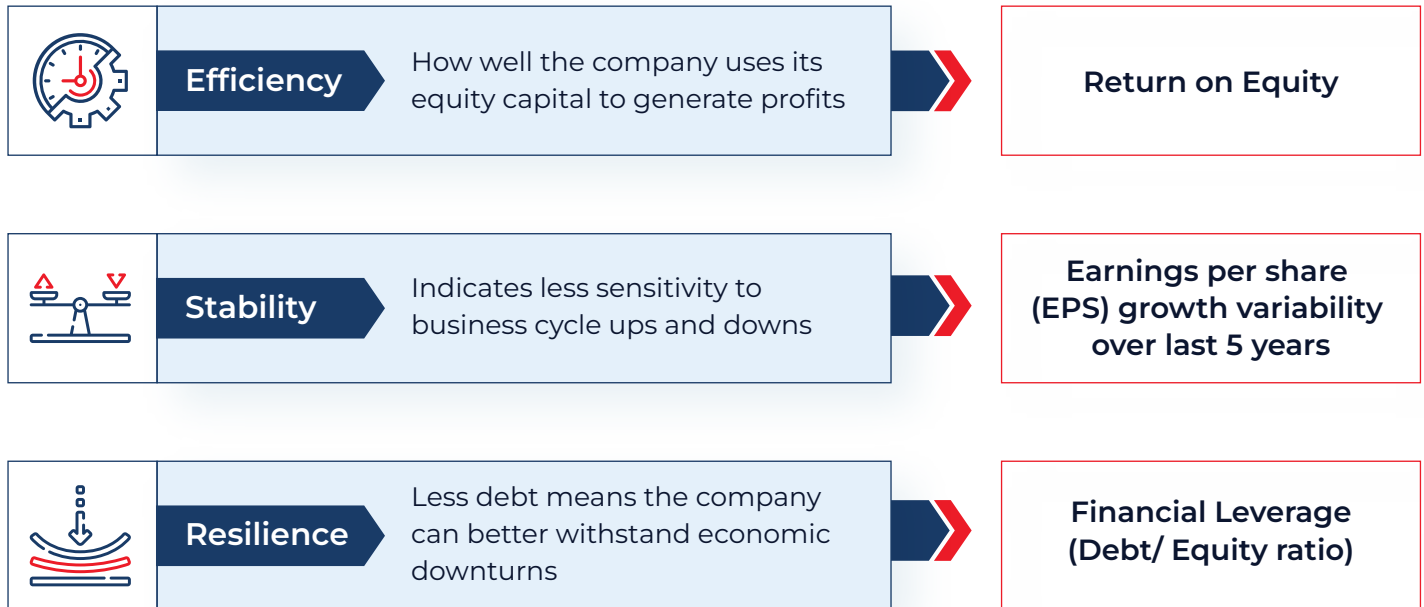 Efficiency
How well the company uses its
equity capital to generate profits
Return on Equity
Stability
Indicates less sensitivity to
business cycle ups and downs
Earnings per share
(EPS) growth variability
over last 5 years
Resilience
Less debt means the company
can better withstand economic
downturns
Financial Leverage
(Debt/ Equity ratio)